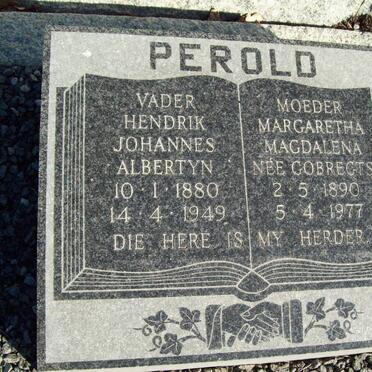 PEROLD
VADER
HENDRIK
JOHANNES
ALBERTYN
10 · 1 · 1880
14 · 4 · 1949
MOEDER
MARGARETHA
MAGDALENA
NÉE COBRECTS
2 · 5 · 1890
5 · 4 · 1977
DIE HERE IS MY HERDER.